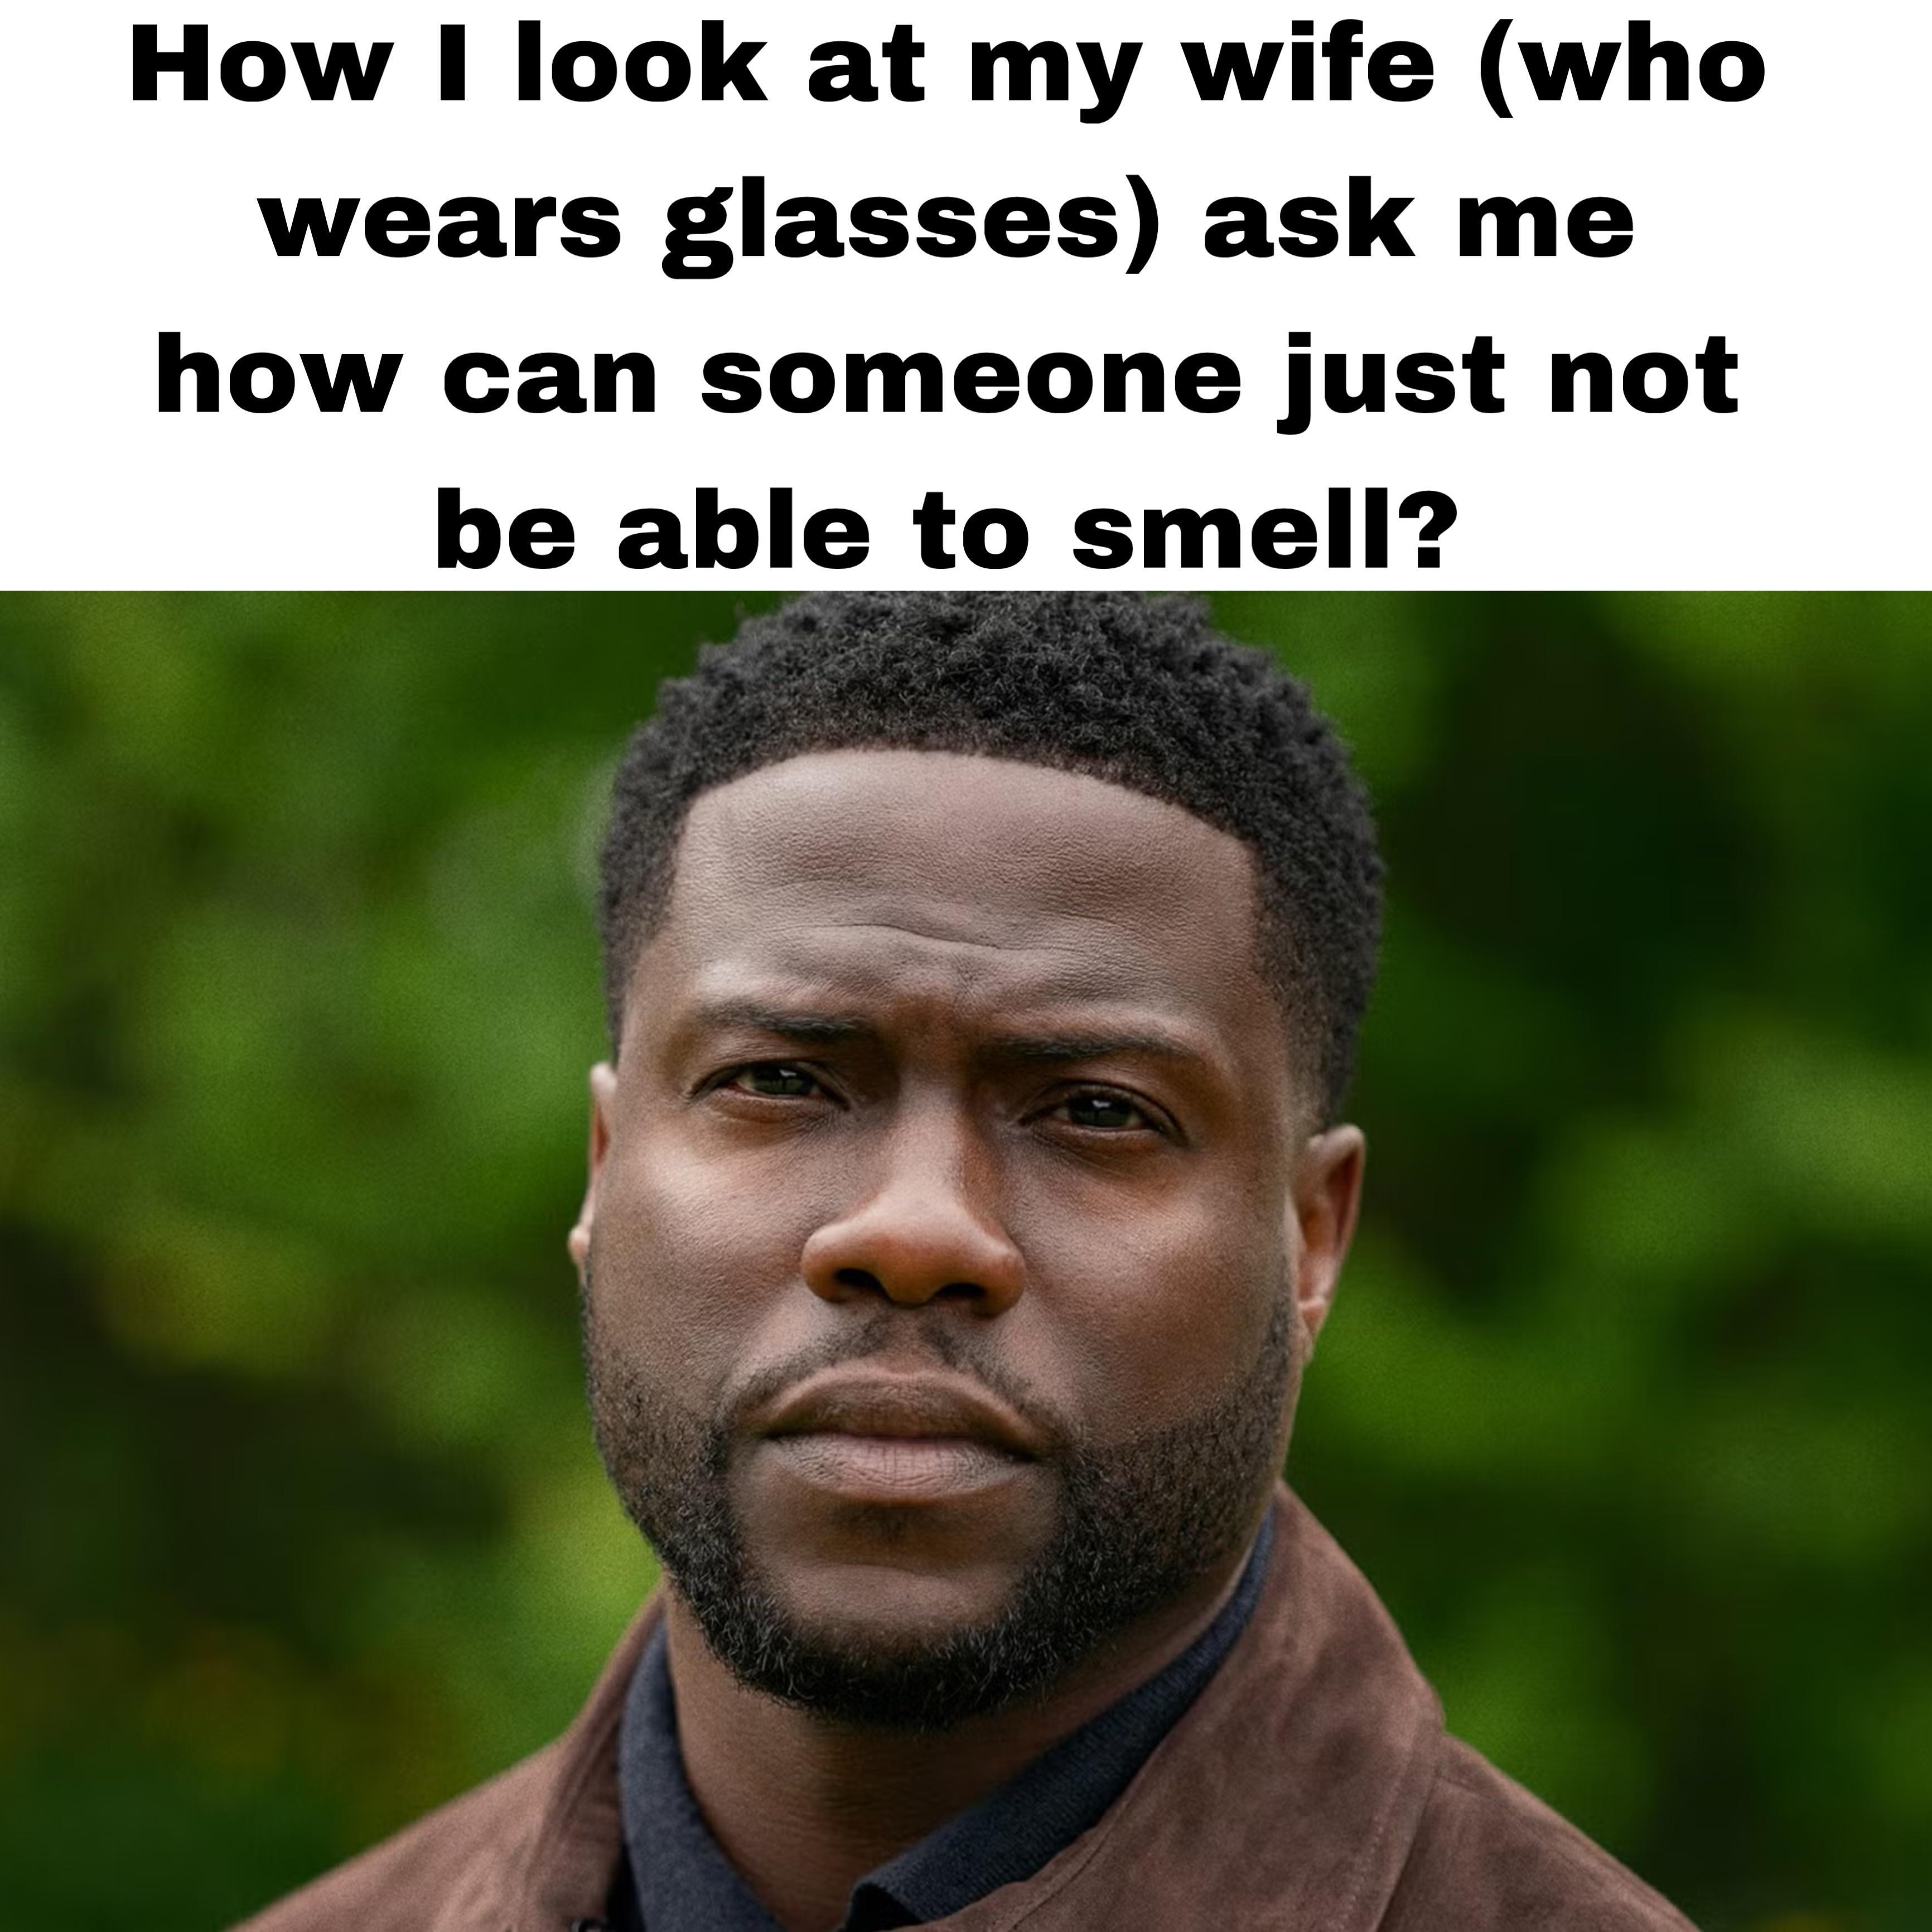 How I look at my wife (who
wears glasses) ask me
how can someone just not
be able to smell?